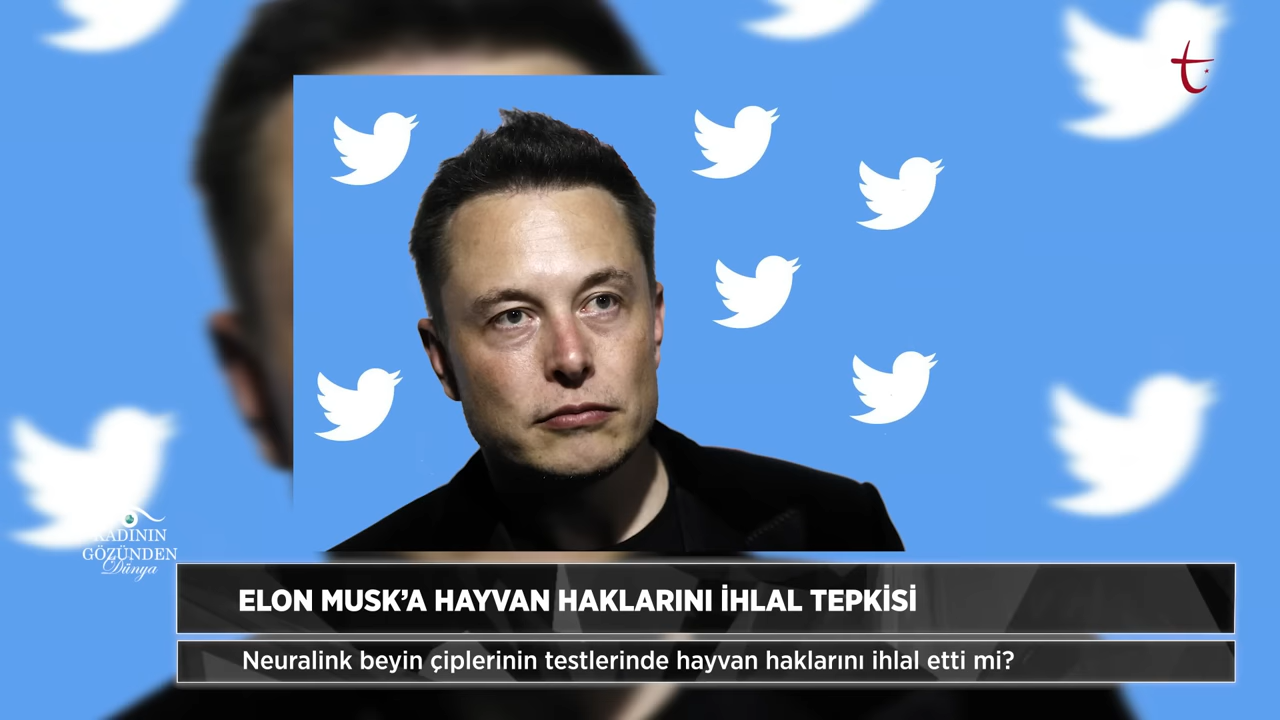 t.
KADININ
GÖZÜNDEN
Dünya
ELON MUSK’A HAYVAN HAKLARINI İHLAL TEPKİSİ
Neuralink beyin çiplerinin testlerinde hayvan haklarını ihlal etti mi?